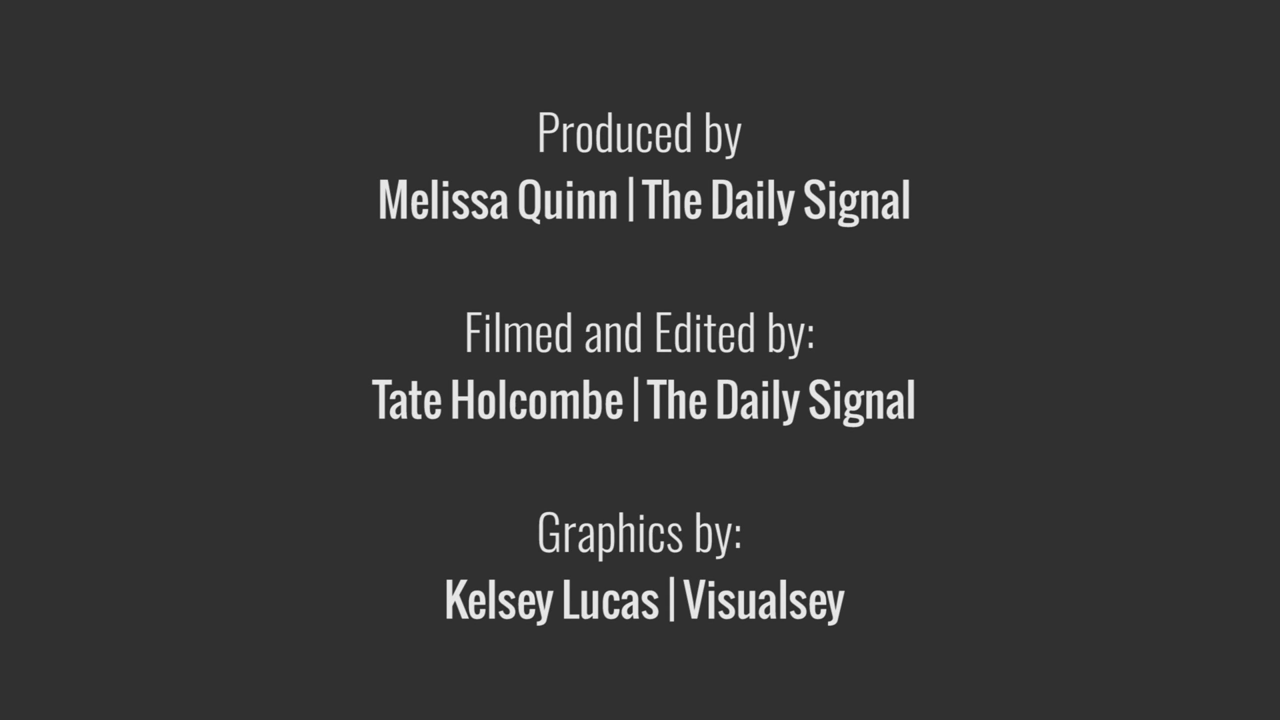 Produced by
Melissa Quinn | The Daily Signal
Filmed and Edited by:
Tate Holcombe | The Daily Signal
Graphics by:
Kelsey Lucas | Visualsey